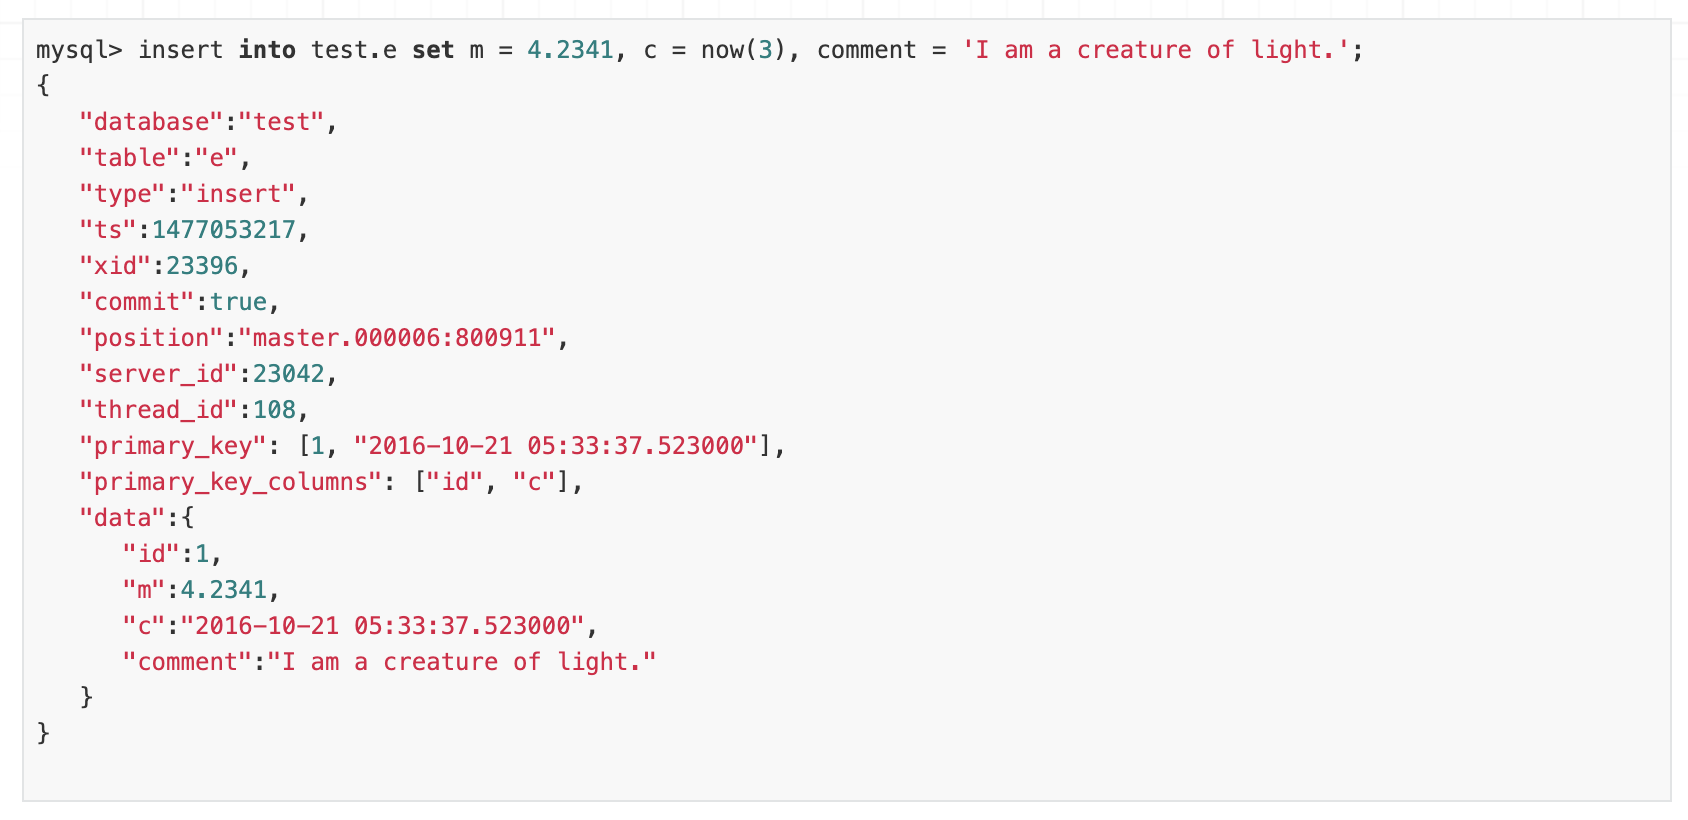 mysql> insert into test.e set m = 4.2341, c = now(3), comment = 'I am a creature of light.';
{
   "database":"test",
   "table":"e",
   "type":"insert",
   "ts":1477053217,
   "xid":23396,
   "commit":true,
   "position":"master.000006:800911",
   "server_id":23042,
   "thread_id":108,
   "primary_key": [1, "2016-10-21 05:33:37.523000"],
   "primary_key_columns": ["id", "c"],
   "data":{
      "id":1,
      "m":4.2341,
      "c":"2016-10-21 05:33:37.523000",
      "comment":"I am a creature of light."
   }
}